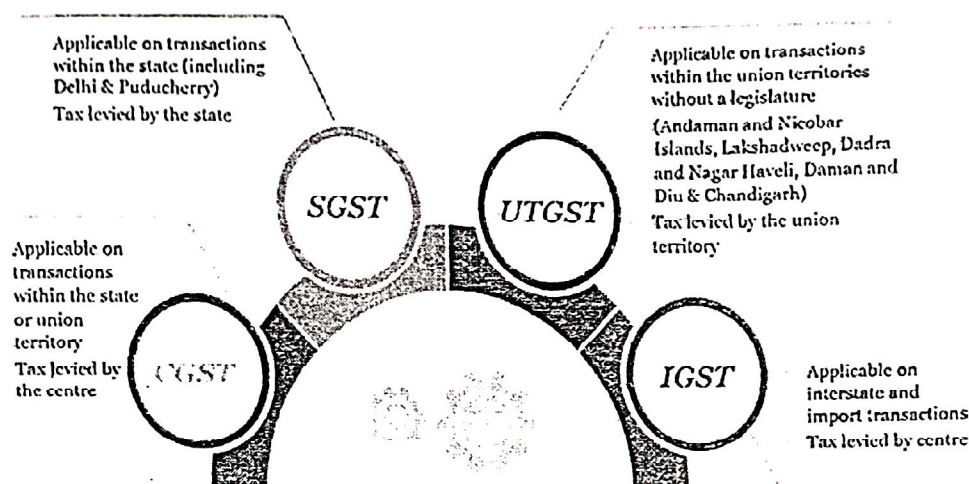 Applicable on transactions
within the state (including
Delhi & Puducherry)
Tax levied by the state
SGST
Applicable on transactions
within the union territories
without a legislature
(Andaman and Nicobar
Islands, Lakshadweep, Dadra
and Nagar Haveli, Daman and
Diu & Chandigarh)
Tax levied by the union
territory
UTGST
Applicable on
transactions
within the state
or union
territory
Tax levied by
the centre
CGST
IGST
Applicable on
interstate and
import transactions
Tax levied by centre